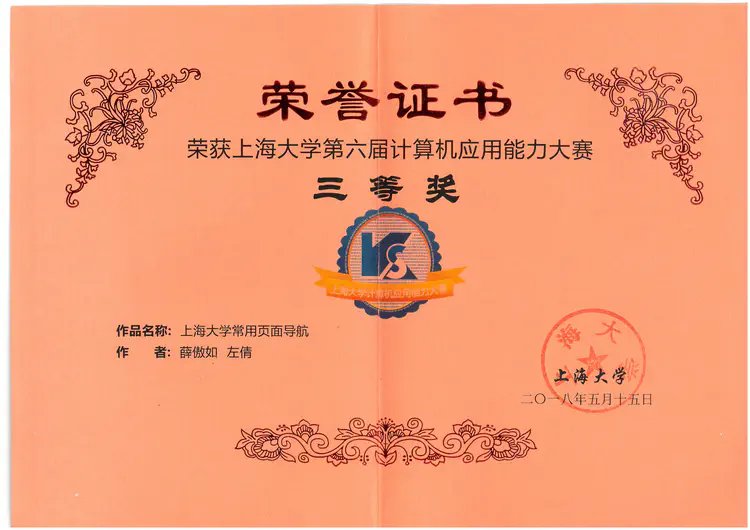 荣誉证书
荣获上海大学第六届计算机应用能力大赛
三等奖
上海大学计算机应用能力大赛
作品名称: 上海大学常用页面导航
作 者: 薛傲如 左倩
上海大学
上海大学
二〇一八年五月十五日